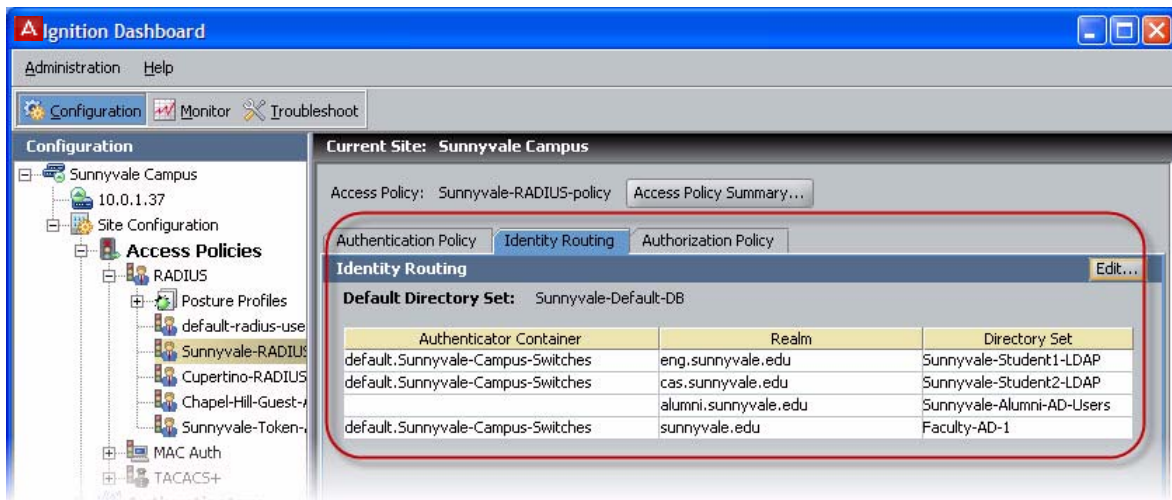 Ignition Dashboard
Administration Help
Configuration Monitor Troubleshoot
Configuration
Sunnyvale Campus
10.0.1.37
Site Configuration
Access Policies
RADIUS
Posture Profiles
default-radius-use
Sunnyvale-RADIUS
Cupertino-RADIUS
Chapel-Hill-Guest-A
Sunnyvale-Token-
MAC Auth
TACACS+
Current Site: Sunnyvale Campus
Access Policy: Sunnyvale-RADIUS-policy Access Policy Summary...
Authentication Policy Identity Routing Authorization Policy
Identity Routing Edit...
Default Directory Set: Sunnyvale-Default-DB
Authenticator Container Realm Directory Set
default.Sunnyvale-Campus-Switches eng.sunnyvale.edu Sunnyvale-Student1-LDAP
default.Sunnyvale-Campus-Switches cas.sunnyvale.edu Sunnyvale-Student2-LDAP
alumni.sunnyvale.edu Sunnyvale-Alumni-AD-Users
default.Sunnyvale-Campus-Switches sunnyvale.edu Faculty-AD-1